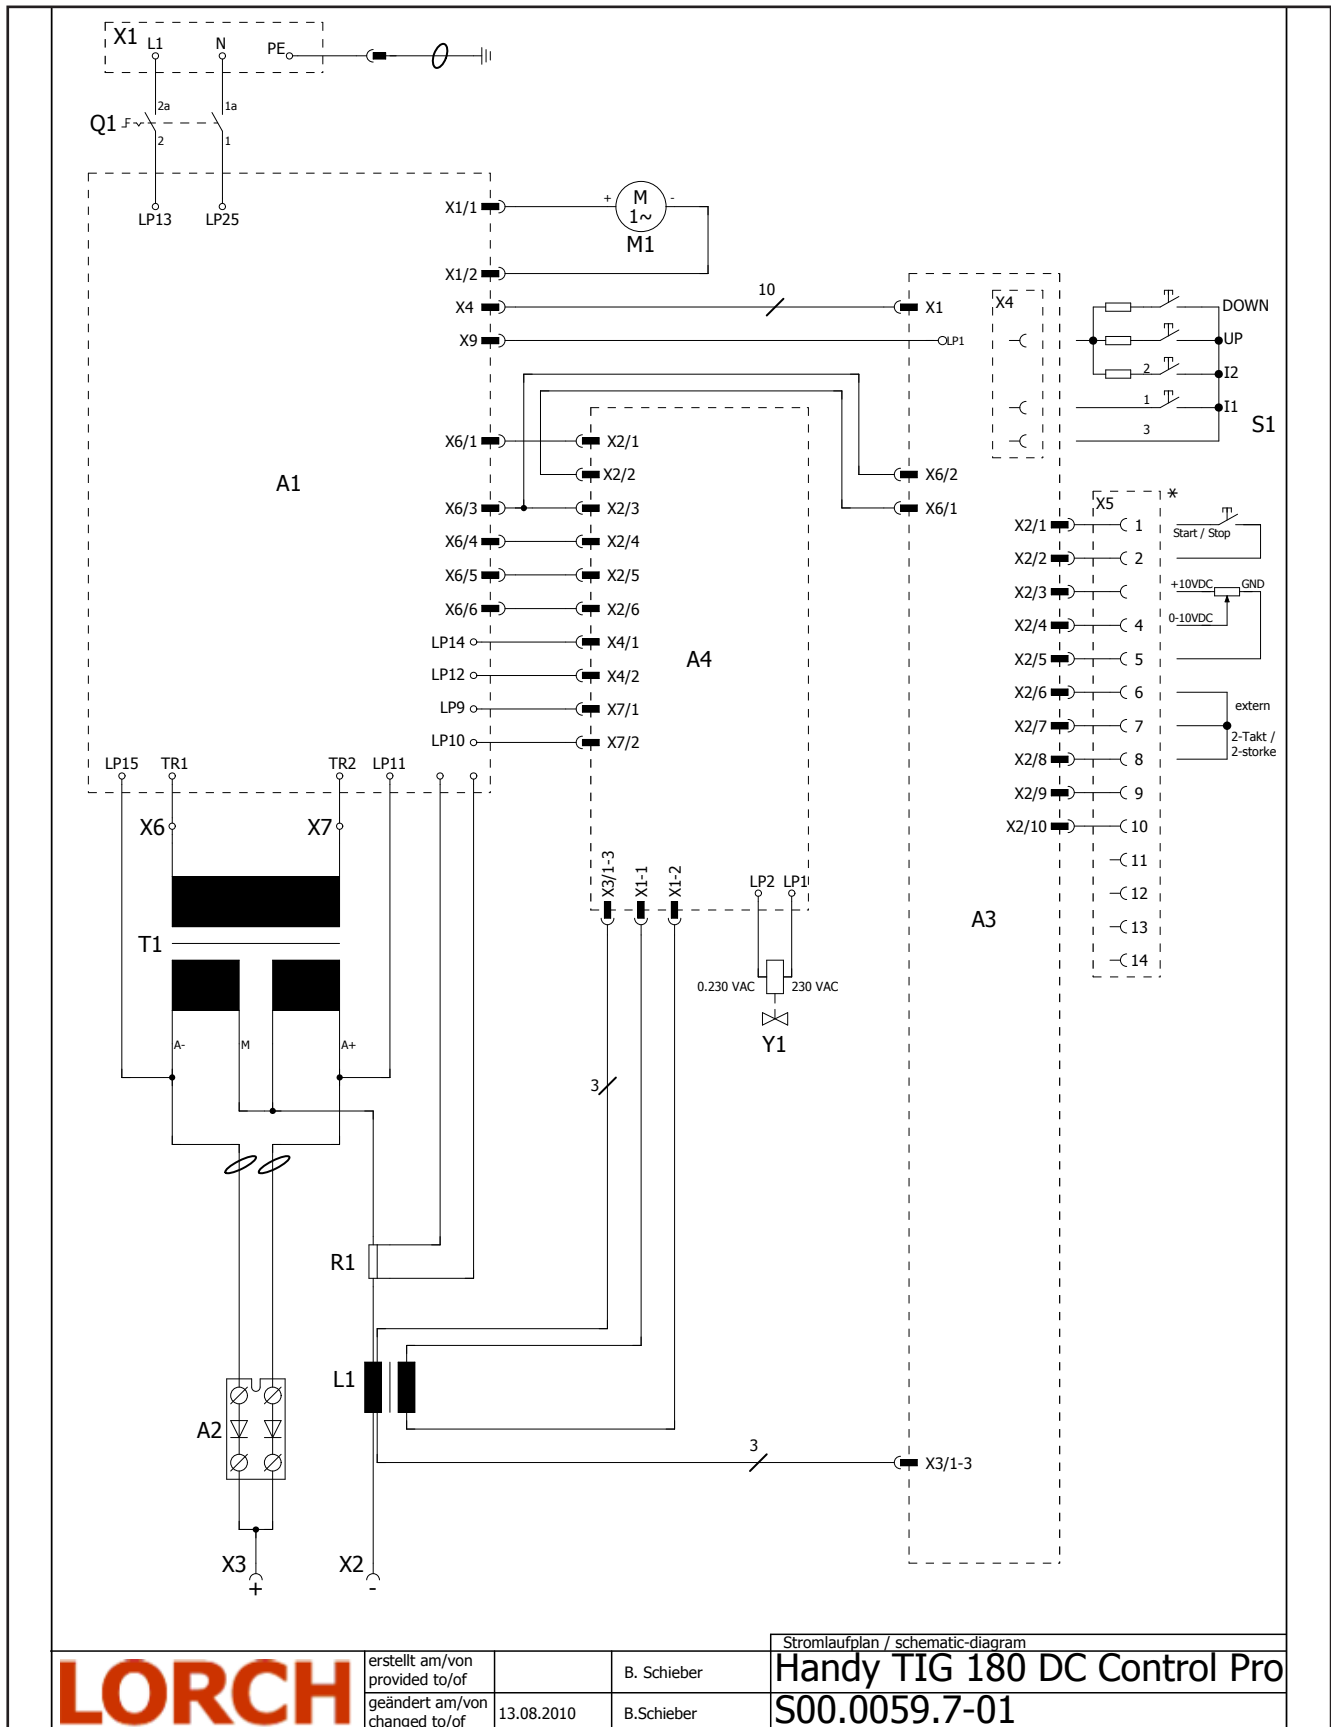 X1 L1 N PE
2a 1a
Q1
2 1
LP13 LP25
X1/1 + M 1~ -
M1
X1/2
X4 10 X1 X4 DOWN
X9 LP1 UP
2 I2
1 I1
3 S1
X6/1 X2/1
X2/2 X6/2
A1
X6/3 X2/3 X6/1
X5 *
X2/1 1 Start / Stop
X6/4 X2/4
X2/2 2
X6/5 X2/5
X2/3 +10VDC GND
X6/6 X2/6
X2/4 4 0-10VDC
LP14 X4/1
A4
X2/5 5
LP12 X4/2
X2/6 6
LP9 X7/1 extern
X2/7 7
LP10 X7/2 2-Takt /
2-storke
X2/8 8
LP15 TR1 TR2 LP11
X2/9 9
X6 X7 X2/10 10
11
X3/1-3 X1-1 X1-2 LP2 LP1
12
A3
13
T1
14
0.230 VAC 230 VAC
Y1
A- M A+
3
R1
L1
A2
3
X3/1-3
X3 X2
+ -
Stromlaufplan / schematic-diagram
LORCH
erstellt am/von
provided to/of
B. Schieber
Handy TIG 180 DC Control Pro
geändert am/von
changed to/of
13.08.2010
B.Schieber
S00.0059.7-01